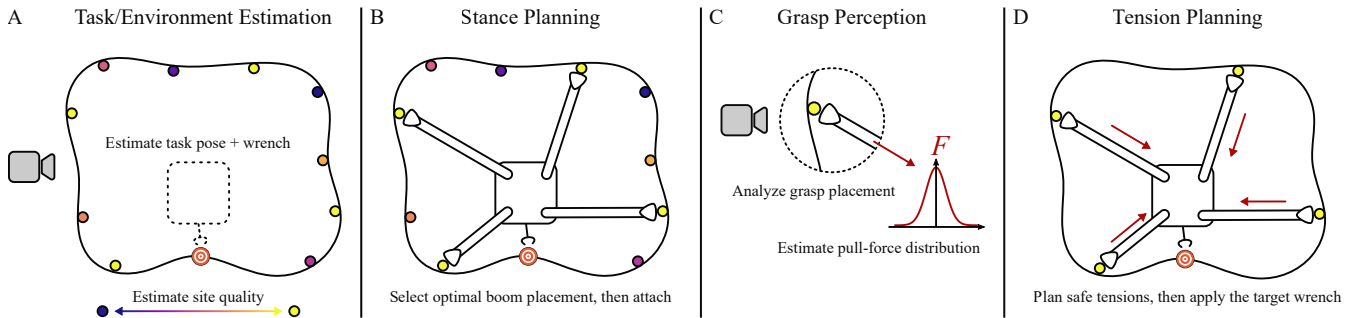 A Task/Environment Estimation
Estimate task pose + wrench
Estimate site quality
B Stance Planning
Select optimal boom placement, then attach
C Grasp Perception
F
Analyze grasp placement
Estimate pull-force distribution
D Tension Planning
Plan safe tensions, then apply the target wrench